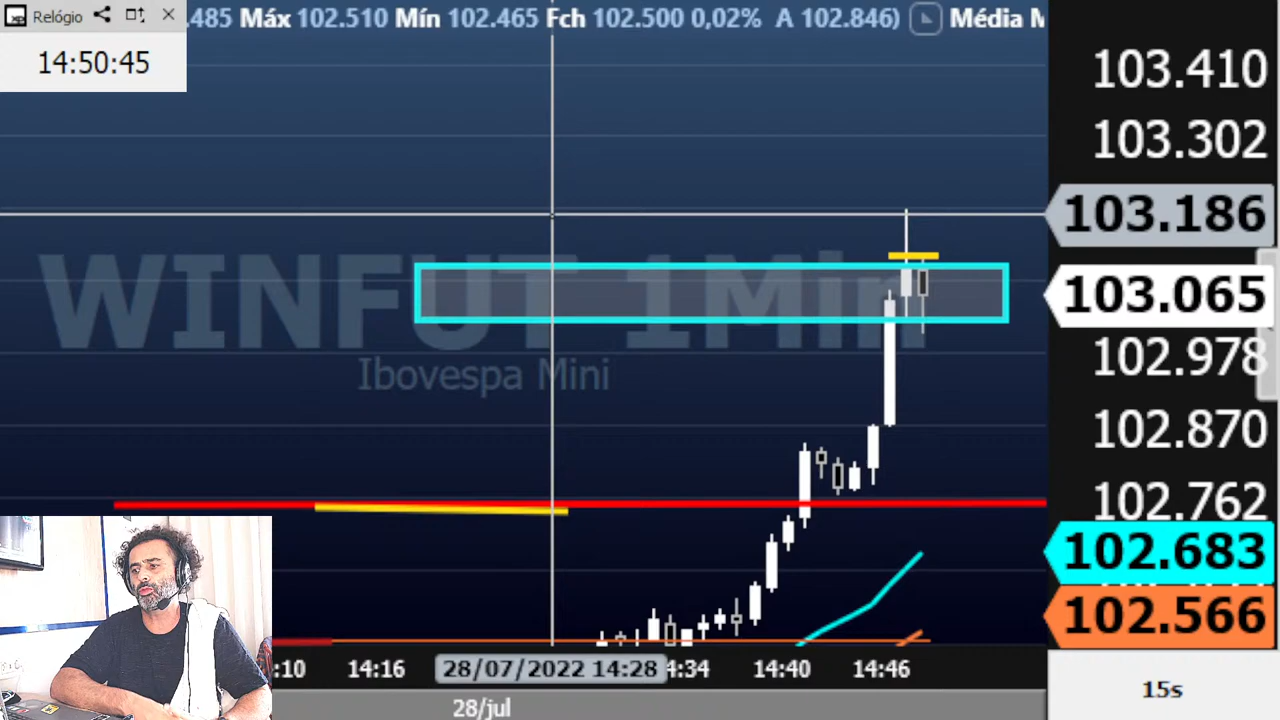 Relógio
14:50:45
.485 Máx 102.510 Mín 102.465 Fch 102.500 0,02% A 102.846) Média M
WINFUT 1Min
Ibovespa Mini
103.410
103.302
103.186
103.065
102.978
102.870
102.762
102.683
102.566
:10 14:16 28/07/2022 14:28 4:34 14:40 14:46
15s
28/jul